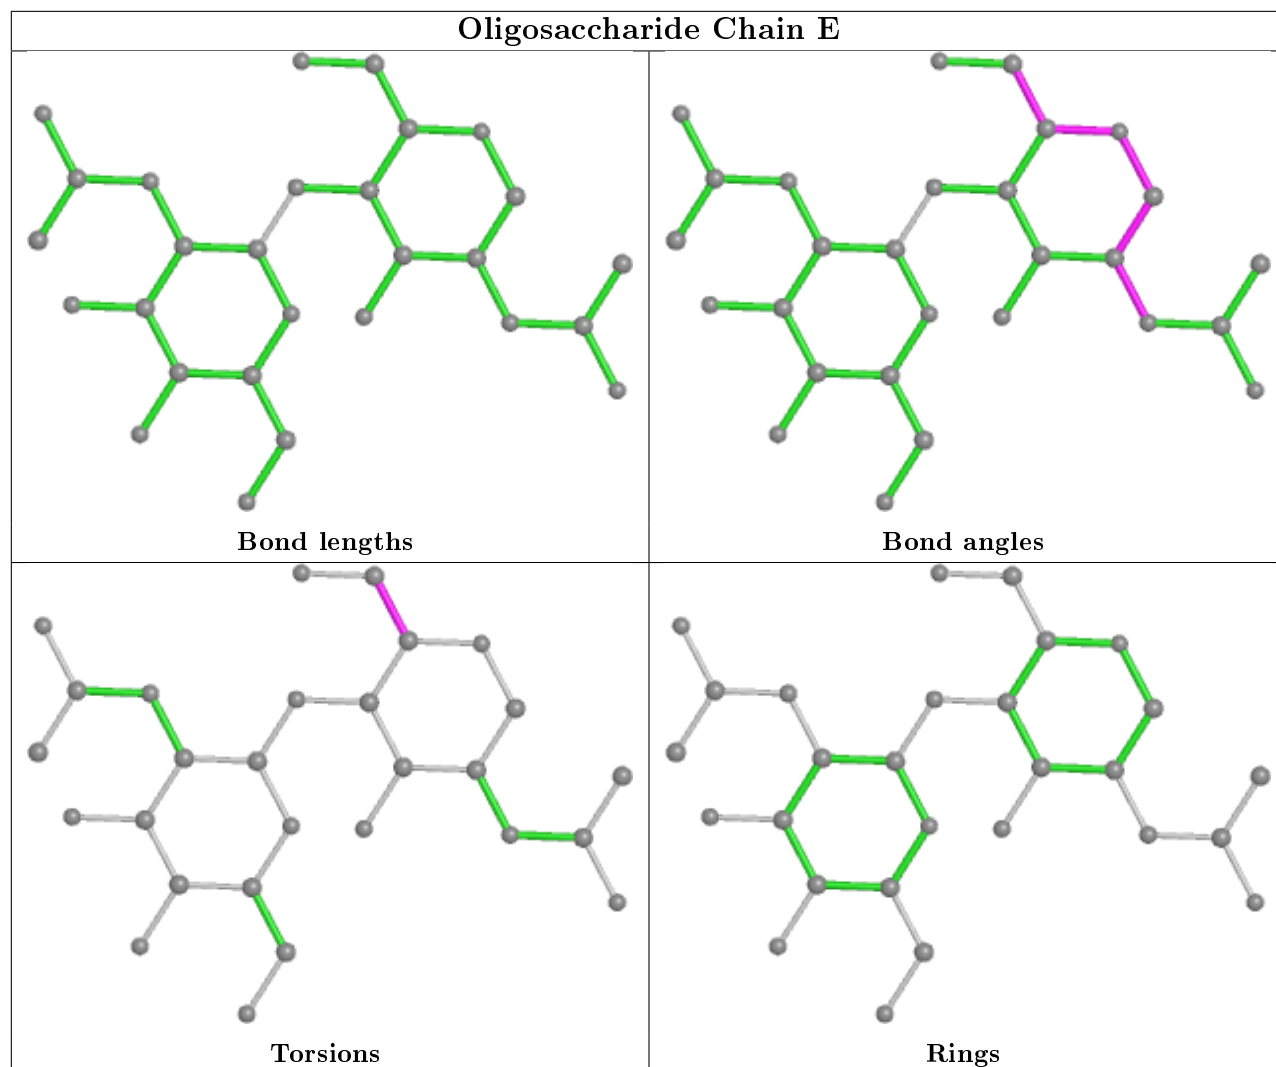 Oligosaccharide Chain E
Bond lengths
Bond angles
Torsions
Rings